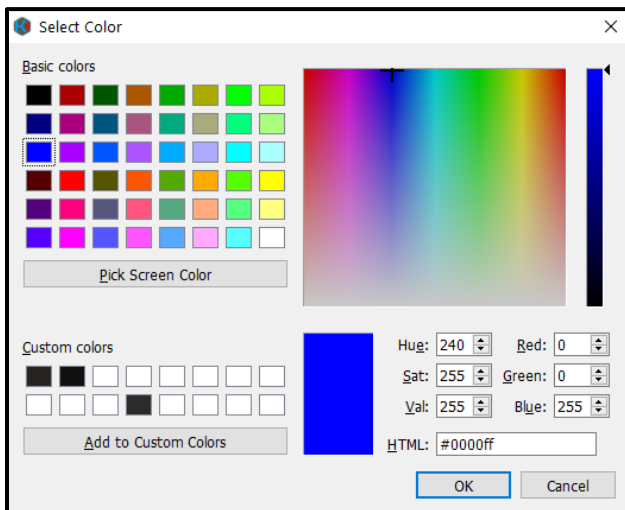 Select Color
Basic colors
Pick Screen Color
Custom colors
Add to Custom Colors
Hue: 240 Red: 0
Sat: 255 Green: 0
Val: 255 Blue: 255
HTML: #0000ff
OK Cancel